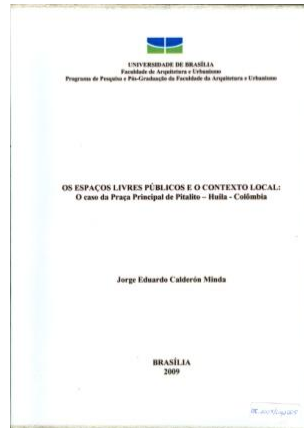 UNIVERSIDADE DE BRASÍLIA
Faculdade de Arquitetura e Urbanismo
Programa de Pesquisa e Pós-Graduação da Faculdade da Arquitetura e Urbanismo
OS ESPAÇOS LIVRES PÚBLICOS E O CONTEXTO LOCAL:
O caso da Praça Principal de Pitalito – Huila - Colômbia
Jorge Eduardo Calderón Minda
BRASÍLIA
2009